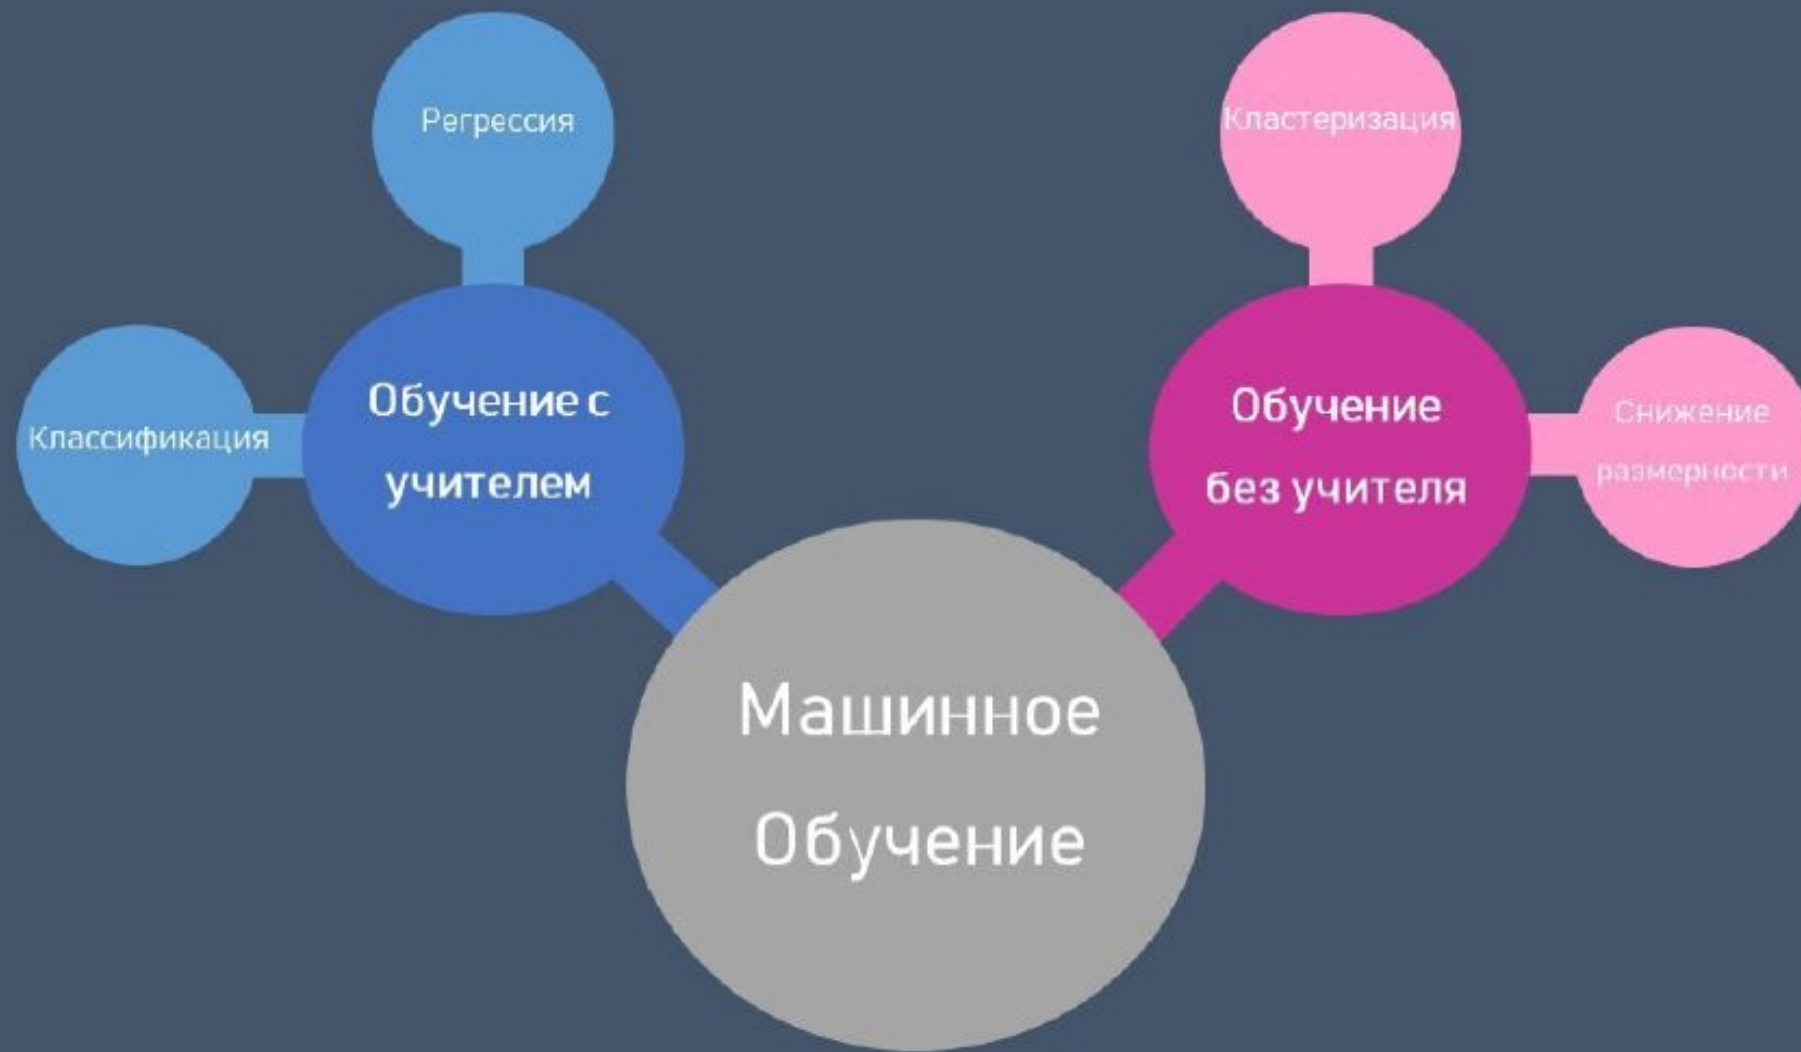 Регрессия
Кластеризация
Классификация
Обучение с
учителем
Обучение
без учителя
Снижение
размерности
Машинное
Обучение